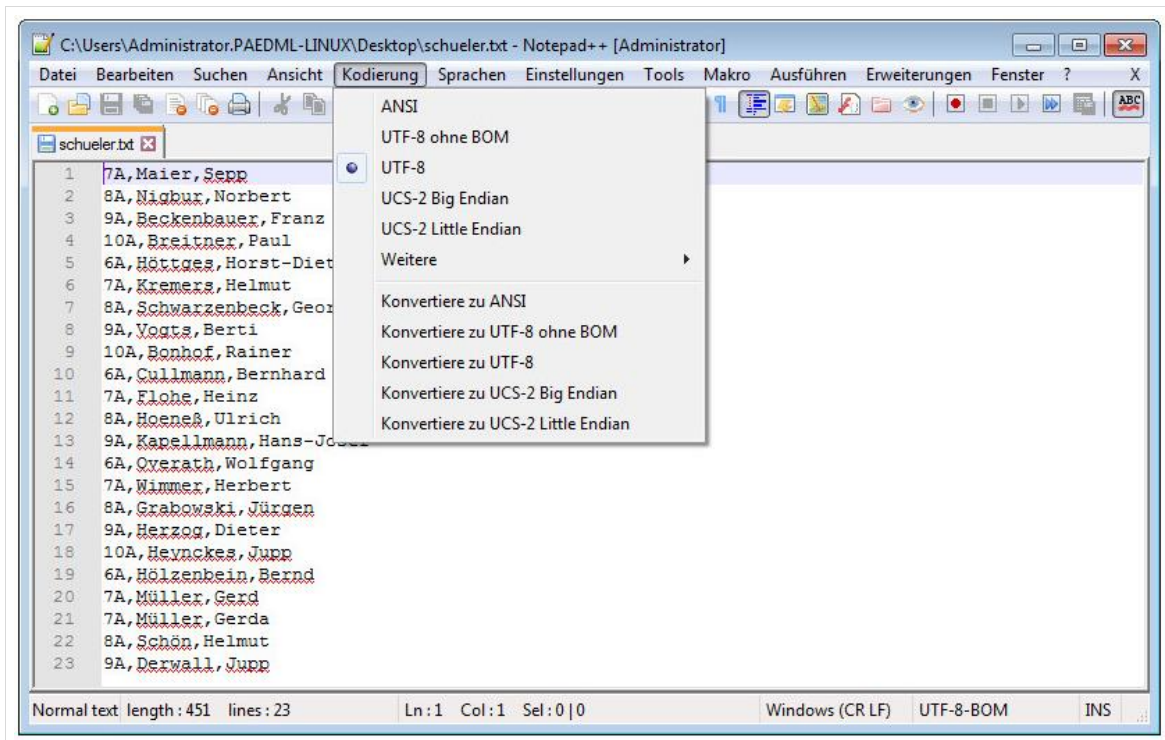 C:\Users\Administrator.PAEDML-LINUX\Desktop\schueler.txt - Notepad++ [Administrator]
Datei Bearbeiten Suchen Ansicht Kodierung Sprachen Einstellungen Tools Makro Ausführen Erweiterungen Fenster ? X
ABC
schueler.txt
1 7A,Maier,Sepp
2 8A,Nigbur,Norbert
3 9A,Beckenbauer,Franz
4 10A,Breitner,Paul
5 6A,Höttges,Horst-Diet
6 7A,Kremers,Helmut
7 8A,Schwarzenbeck,Geor
8 9A,Vogts,Berti
9 10A,Bonhof,Rainer
10 6A,Cullmann,Bernhard
11 7A,Flohe,Heinz
12 8A,Hoeneß,Ulrich
13 9A,Kapellmann,Hans-Josef
14 6A,Overath,Wolfgang
15 7A,Wimmer,Herbert
16 8A,Grabowski,Jürgen
17 9A,Herzog,Dieter
18 10A,Heynckes,Jupp
19 6A,Hölzenbein,Bernd
20 7A,Müller,Gerd
21 7A,Müller,Gerda
22 8A,Schön,Helmut
23 9A,Derwall,Jupp
ANSI
UTF-8 ohne BOM
UTF-8
UCS-2 Big Endian
UCS-2 Little Endian
Weitere
Konvertiere zu ANSI
Konvertiere zu UTF-8 ohne BOM
Konvertiere zu UTF-8
Konvertiere zu UCS-2 Big Endian
Konvertiere zu UCS-2 Little Endian
Normal text length : 451 lines : 23 Ln : 1 Col : 1 Sel : 0 | 0 Windows (CR LF) UTF-8-BOM INS